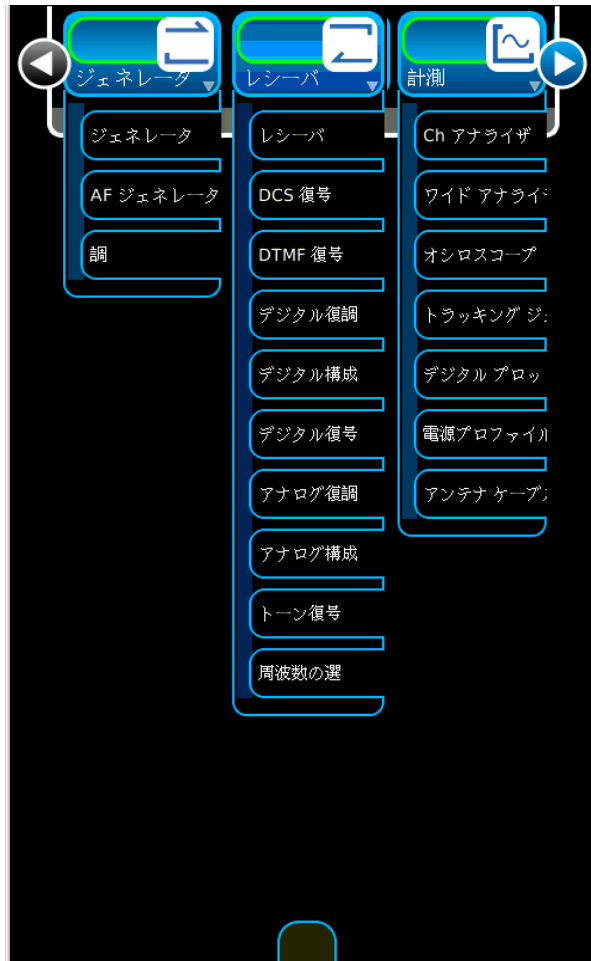 ジェネレータ
ジェネレータ
AF ジェネレータ
調
レシーバ
レシーバ
DCS 復号
DTMF 復号
デジタル復調
デジタル構成
デジタル復号
アナログ復調
アナログ構成
トーン復号
周波数の選
計測
Ch アナライザ
ワイド アナライ
オシロスコープ
トラッキング ジ
デジタル プロッ
電源プロファイル
アンテナ ケーブ